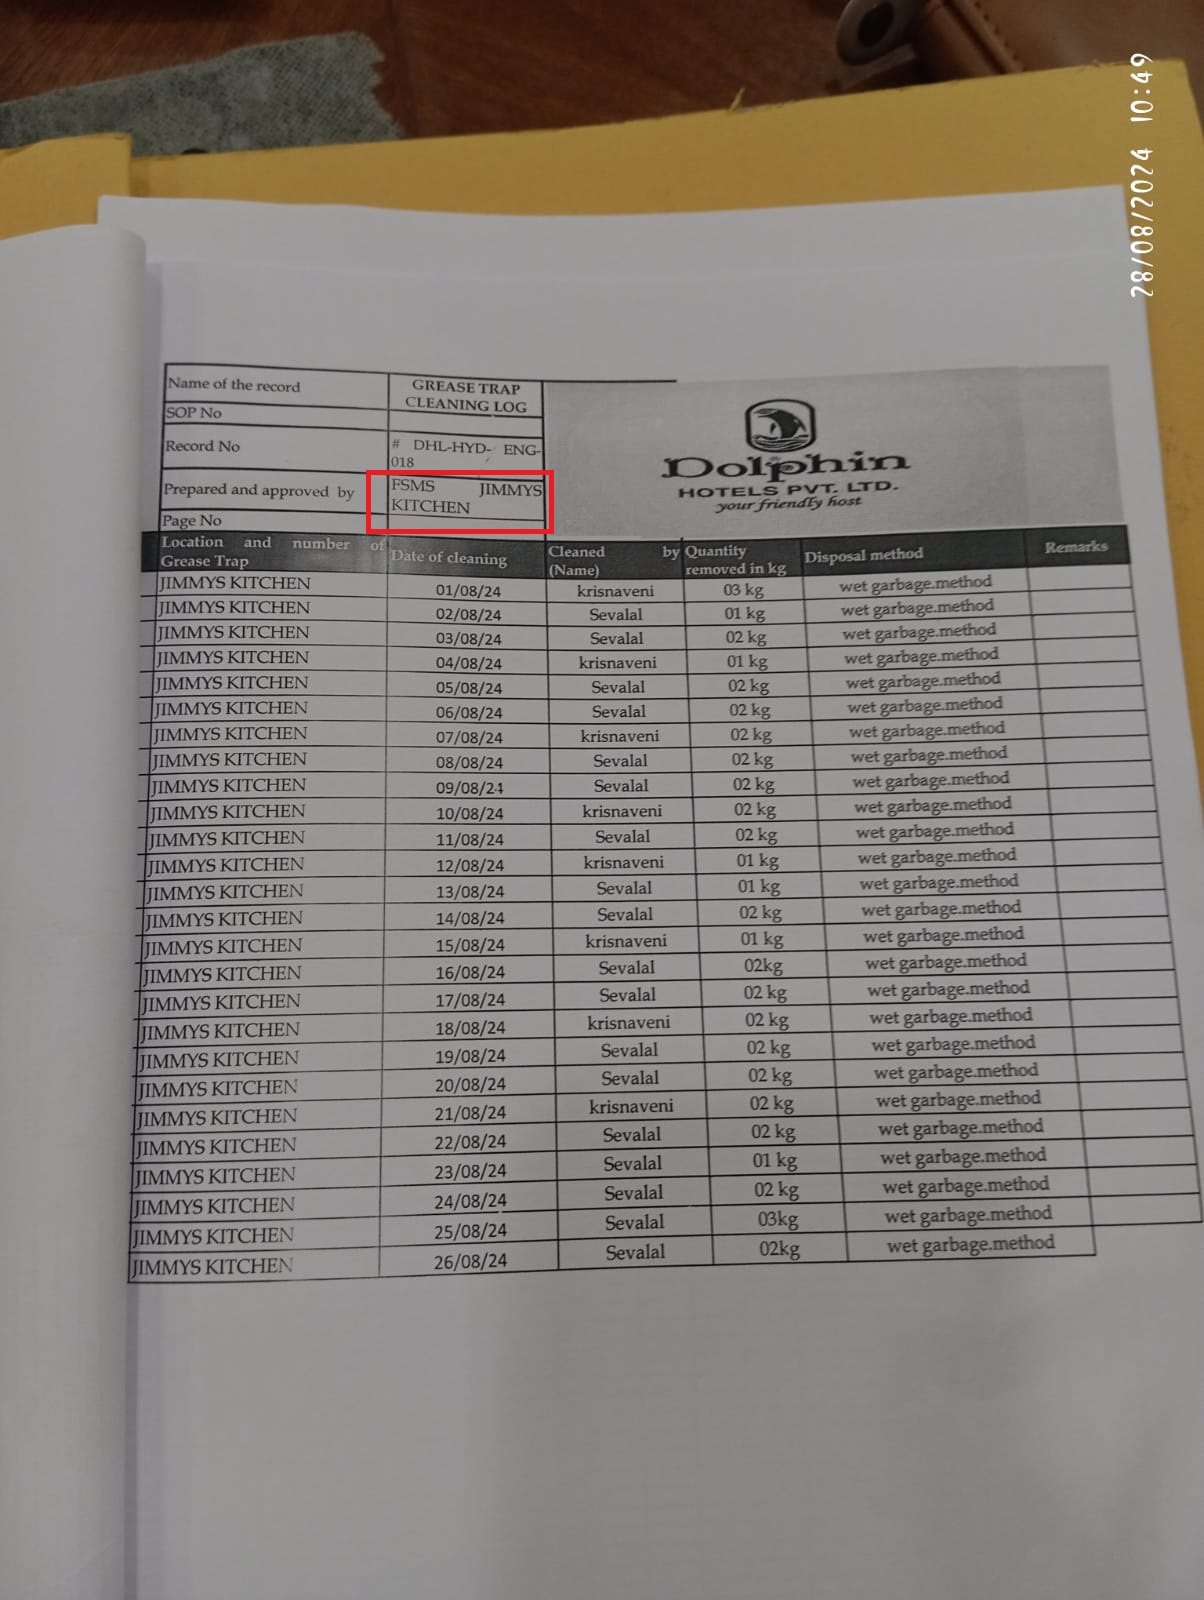 28/08/2024 10:49
Name of the record GREASE TRAP CLEANING LOG
SOP No
Record No # DHL-HYD- ENG-018
Prepared and approved by FSMS JIMMYS KITCHEN
Page No
Dolphin
HOTELS PVT. LTD.
your friendly host
Location and number of Grease Trap Date of cleaning Cleaned by (Name) Quantity removed in kg Disposal method Remarks
JIMMYS KITCHEN 01/08/24 krisnaveni 03 kg wet garbage.method
JIMMYS KITCHEN 02/08/24 Sevalal 01 kg wet garbage.method
JIMMYS KITCHEN 03/08/24 Sevalal 02 kg wet garbage.method
JIMMYS KITCHEN 04/08/24 krisnaveni 01 kg wet garbage.method
JIMMYS KITCHEN 05/08/24 Sevalal 02 kg wet garbage.method
JIMMYS KITCHEN 06/08/24 Sevalal 02 kg wet garbage.method
JIMMYS KITCHEN 07/08/24 krisnaveni 02 kg wet garbage.method
JIMMYS KITCHEN 08/08/24 Sevalal 02 kg wet garbage.method
JIMMYS KITCHEN 09/08/24 Sevalal 02 kg wet garbage.method
JIMMYS KITCHEN 10/08/24 krisnaveni 02 kg wet garbage.method
JIMMYS KITCHEN 11/08/24 Sevalal 02 kg wet garbage.method
JIMMYS KITCHEN 12/08/24 krisnaveni 01 kg wet garbage.method
JIMMYS KITCHEN 13/08/24 Sevalal 01 kg wet garbage.method
JIMMYS KITCHEN 14/08/24 Sevalal 02 kg wet garbage.method
JIMMYS KITCHEN 15/08/24 krisnaveni 01 kg wet garbage.method
JIMMYS KITCHEN 16/08/24 Sevalal 02kg wet garbage.method
JIMMYS KITCHEN 17/08/24 Sevalal 02 kg wet garbage.method
JIMMYS KITCHEN 18/08/24 krisnaveni 02 kg wet garbage.method
JIMMYS KITCHEN 19/08/24 Sevalal 02 kg wet garbage.method
JIMMYS KITCHEN 20/08/24 Sevalal 02 kg wet garbage.method
JIMMYS KITCHEN 21/08/24 krisnaveni 02 kg wet garbage.method
JIMMYS KITCHEN 22/08/24 Sevalal 02 kg wet garbage.method
JIMMYS KITCHEN 23/08/24 Sevalal 01 kg wet garbage.method
JIMMYS KITCHEN 24/08/24 Sevalal 02 kg wet garbage.method
JIMMYS KITCHEN 25/08/24 Sevalal 03kg wet garbage.method
JIMMYS KITCHEN 26/08/24 Sevalal 02kg wet garbage.method